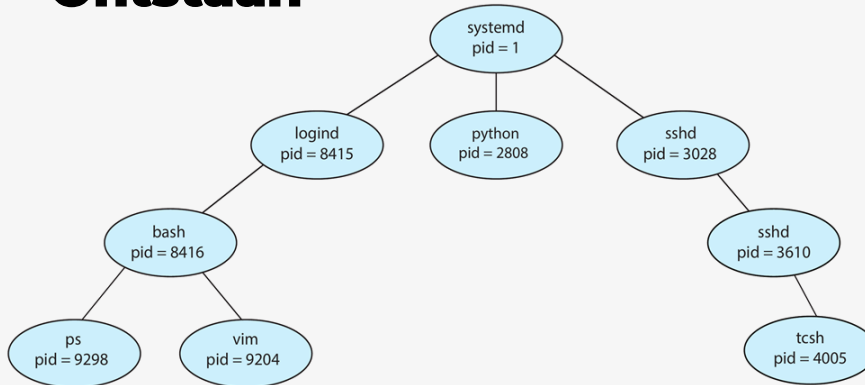 Ontstaan
systemd
pid = 1
logind
pid = 8415
python
pid = 2808
sshd
pid = 3028
bash
pid = 8416
sshd
pid = 3610
ps
pid = 9298
vim
pid = 9204
tcsh
pid = 4005